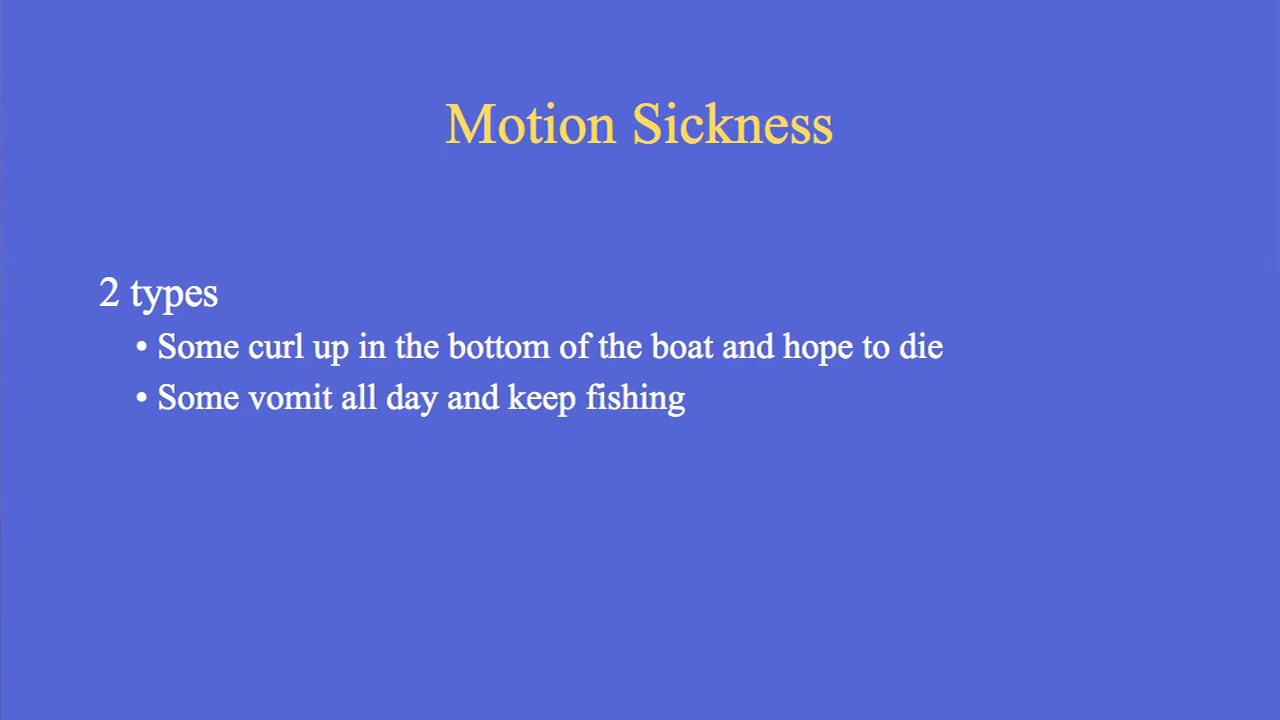 Motion Sickness
2 types
• Some curl up in the bottom of the boat and hope to die
• Some vomit all day and keep fishing